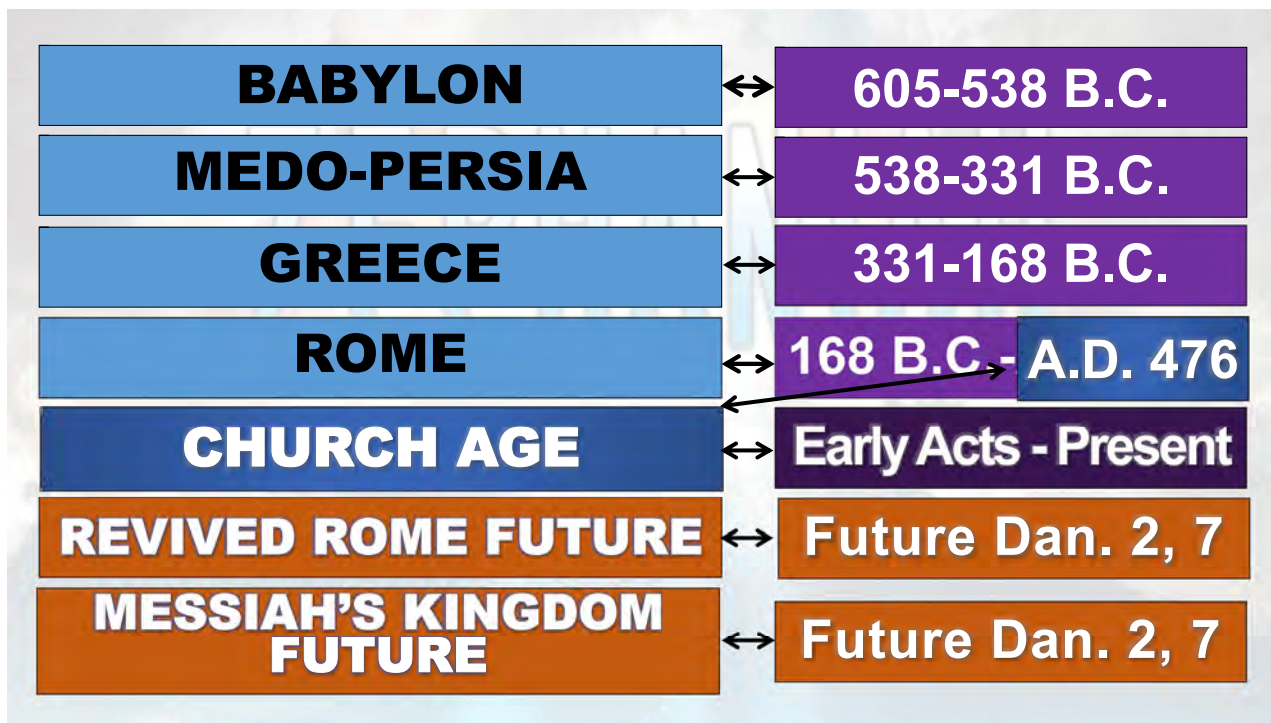 BABYLON
605-538 B.C.
MEDO-PERSIA
538-331 B.C.
GREECE
331-168 B.C.
ROME
168 B.C.- A.D. 476
CHURCH AGE
Early Acts - Present
REVIVED ROME FUTURE
Future Dan. 2, 7
MESSIAH’S KINGDOM
FUTURE
Future Dan. 2, 7